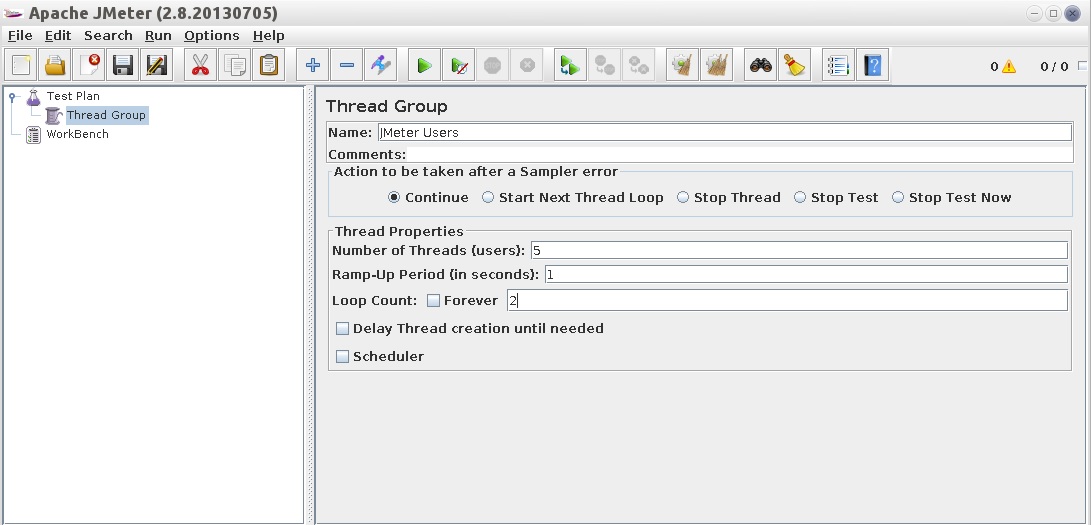 Apache JMeter (2.8.20130705)
File Edit Search Run Options Help
0 0 / 0
Test Plan
Thread Group
WorkBench
Thread Group
Name: JMeter Users
Comments:
Action to be taken after a Sampler error
Continue Start Next Thread Loop Stop Thread Stop Test Stop Test Now
Thread Properties
Number of Threads (users): 5
Ramp-Up Period (in seconds): 1
Loop Count: Forever 2
Delay Thread creation until needed
Scheduler